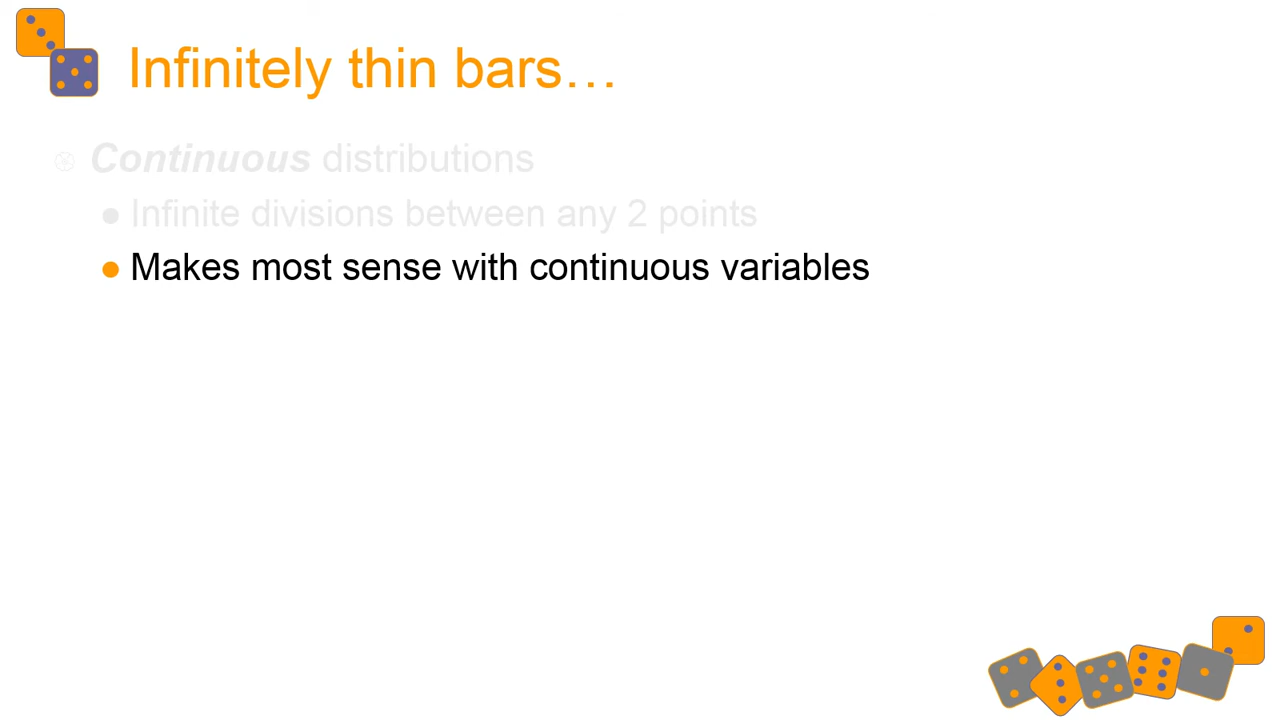 Infinitely thin bars…
Continuous distributions
Infinite divisions between any 2 points
Makes most sense with continuous variables